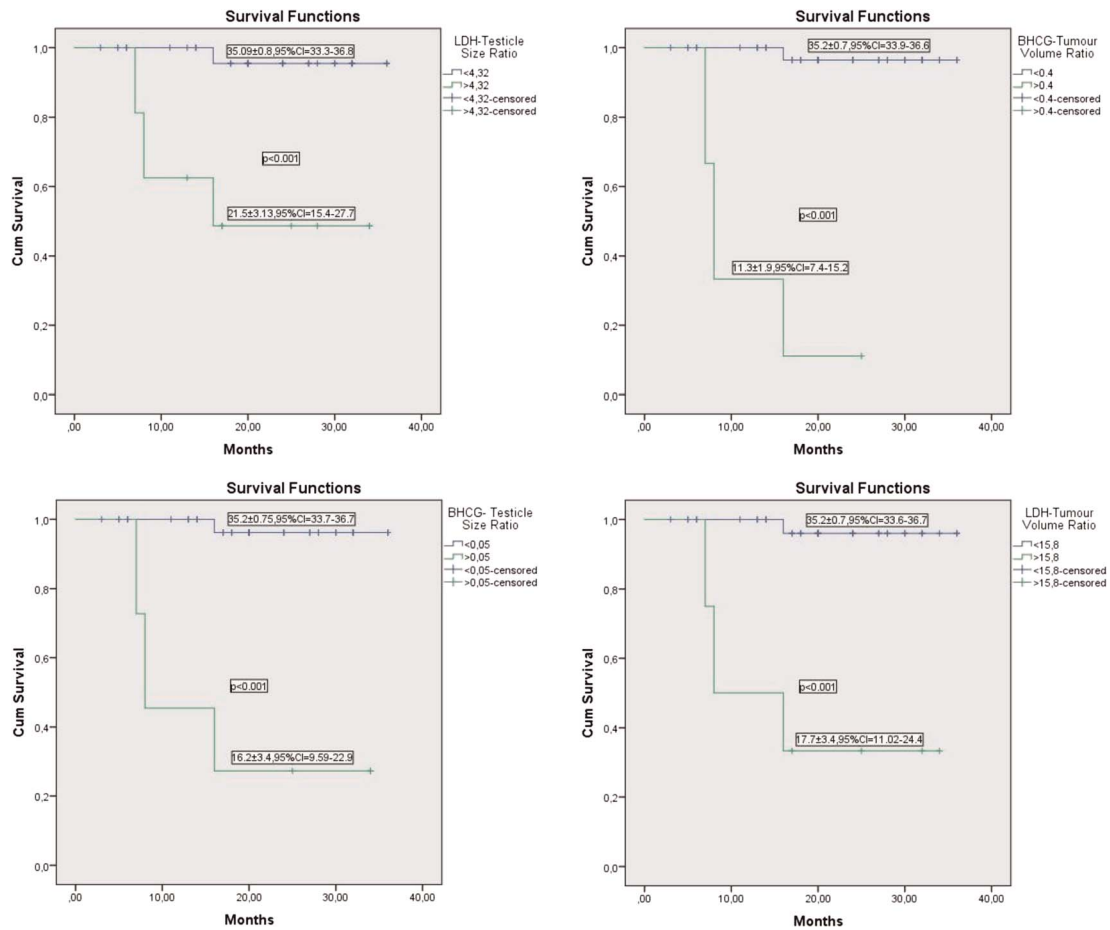 Survival Functions
LDH-Testicle
Size Ratio
<4,32
>4,32
<4,32-censored
>4,32-censored
35.09±0.8,95%CI=33.3-36.8
p<0.001
21.5±3.13,95%CI=15.4-27.7
Cum Survival
1,0
0,8
0,6
0,4
0,2
0,0
,00 10,00 20,00 30,00 40,00
Months
Survival Functions
BHCG-Tumour
Volume Ratio
<0.4
>0.4
<0.4-censored
>0.4-censored
35.2±0.7,95%CI=33.9-36.6
p<0.001
11.3±1.9,95%CI=7.4-15.2
Cum Survival
1,0
0,8
0,6
0,4
0,2
0,0
,00 10,00 20,00 30,00 40,00
Months
Survival Functions
BHCG- Testicle
Size Ratio
<0,05
>0,05
<0,05-censored
>0,05-censored
35.2±0.75,95%CI=33.7-36.7
p<0.001
16.2±3.4,95%CI=9.59-22.9
Cum Survival
1,0
0,8
0,6
0,4
0,2
0,0
,00 10,00 20,00 30,00 40,00
Months
Survival Functions
LDH-Tumour
Volume Ratio
<15,8
>15,8
<15,8-censored
>15,8-censored
35.2±0.7,95%CI=33.6-36.7
p<0.001
17.7±3.4,95%CI=11.02-24.4
Cum Survival
1,0
0,8
0,6
0,4
0,2
0,0
,00 10,00 20,00 30,00 40,00
Months